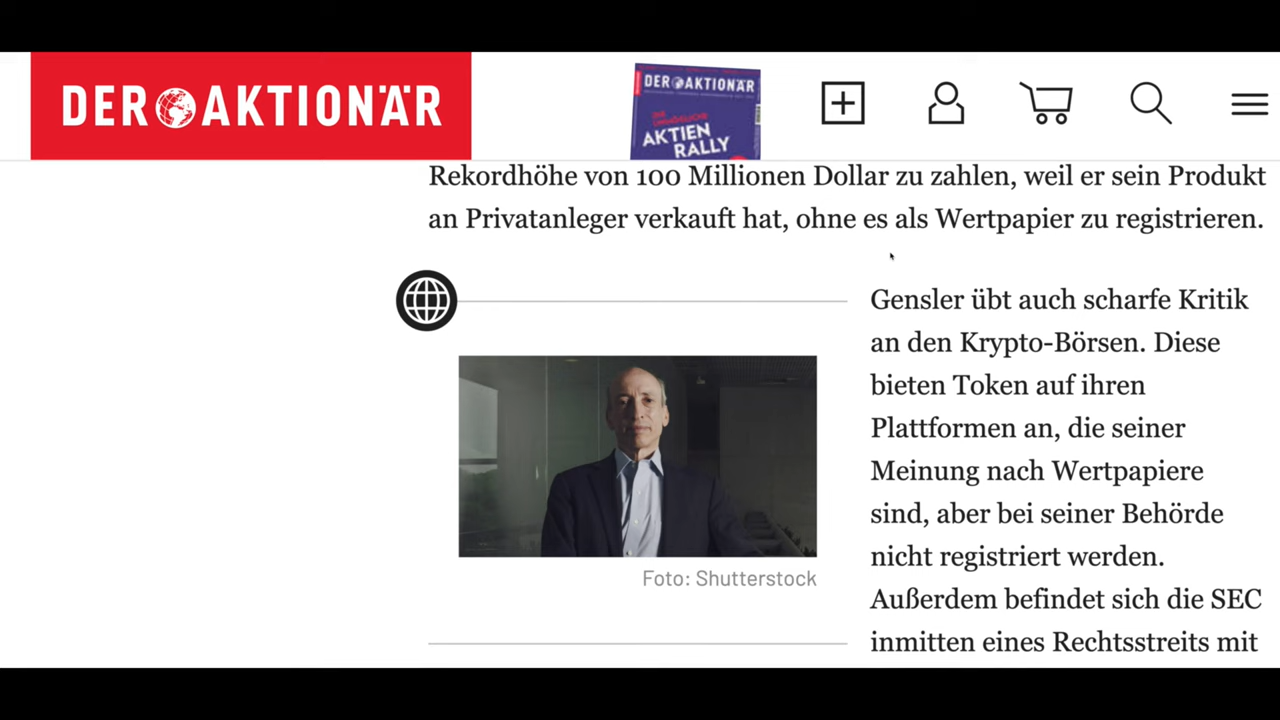 DER AKTIONÄR
DER AKTIONÄR
AKTIEN
RALLY
Rekordhöhe von 100 Millionen Dollar zu zahlen, weil er sein Produkt
an Privatanleger verkauft hat, ohne es als Wertpapier zu registrieren.
Gensler übt auch scharfe Kritik
an den Krypto-Börsen. Diese
bieten Token auf ihren
Plattformen an, die seiner
Meinung nach Wertpapiere
sind, aber bei seiner Behörde
nicht registriert werden.
Außerdem befindet sich die SEC
inmitten eines Rechtsstreits mit
Foto: Shutterstock